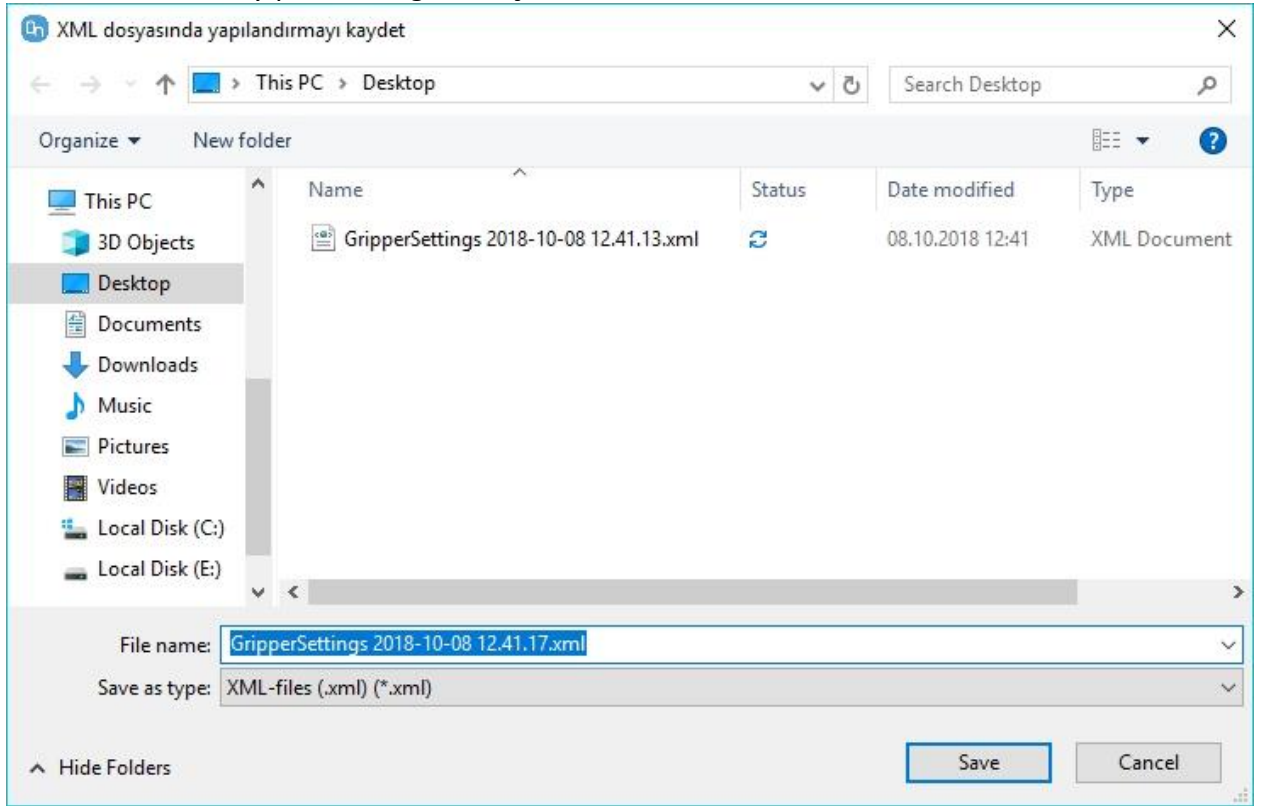 XML dosyasında yapılandırmayı kaydet
This PC > Desktop
Search Desktop
Organize
New folder
Name Status Date modified Type
This PC
GripperSettings 2018-10-08 12.41.13.xml 08.10.2018 12:41 XML Document
3D Objects
Desktop
Documents
Downloads
Music
Pictures
Videos
Local Disk (C:)
Local Disk (E:)
File name: GripperSettings 2018-10-08 12.41.17.xml
Save as type: XML-files (.xml) (*.xml)
Hide Folders
Save
Cancel